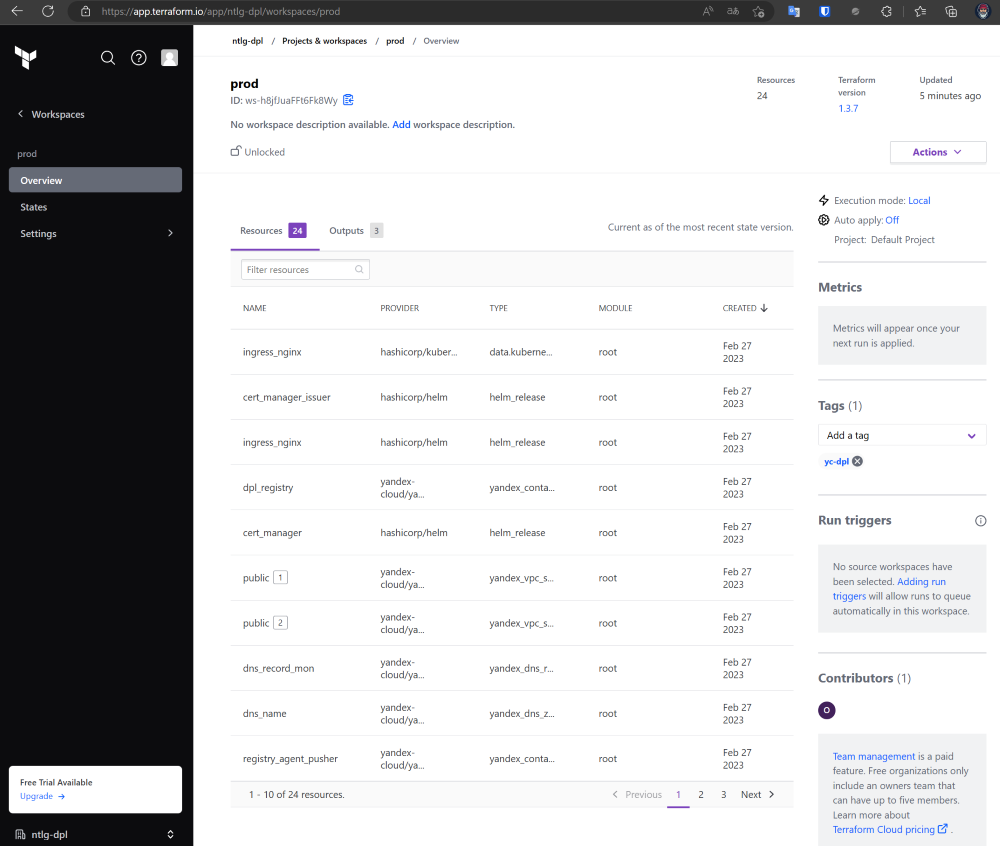 https://app.terraform.io/app/ntlg-dpl/workspaces/prod
Workspaces
prod
Overview
States
Settings
Free Trial Available
Upgrade →
ntlg-dpl
ntlg-dpl / Projects & workspaces / prod / Overview
prod
ID: ws-h8jfJuaFFt6Fk8Wy
No workspace description available. Add workspace description.
Unlocked
Resources
24
Terraform
version
1.3.7
Updated
5 minutes ago
Actions
Resources 24 Outputs 3
Current as of the most recent state version.
Filter resources
NAME PROVIDER TYPE MODULE CREATED ↓
ingress_nginx hashicorp/kuber... data.kuberne... root Feb 27
2023
cert_manager_issuer hashicorp/helm helm_release root Feb 27
2023
ingress_nginx hashicorp/helm helm_release root Feb 27
2023
dpl_registry yandex-
cloud/ya... yandex_conta... root Feb 27
2023
cert_manager hashicorp/helm helm_release root Feb 27
2023
public 1 yandex-
cloud/ya... yandex_vpc_s... root Feb 27
2023
public 2 yandex-
cloud/ya... yandex_vpc_s... root Feb 27
2023
dns_record_mon yandex-
cloud/ya... yandex_dns_r... root Feb 27
2023
dns_name yandex-
cloud/ya... yandex_dns_z... root Feb 27
2023
registry_agent_pusher yandex-
cloud/ya... yandex_conta... root Feb 27
2023
1 - 10 of 24 resources.
Previous 1 2 3 Next
Execution mode: Local
Auto apply: Off
Project: Default Project
Metrics
Metrics will appear once your
next run is applied.
Tags (1)
Add a tag
yc-dpl
Run triggers
No source workspaces have
been selected. Adding run
triggers will allow runs to queue
automatically in this workspace.
Contributors (1)
O
Team management is a paid
feature. Free organizations only
include an owners team that
can have up to five members.
Learn more about
Terraform Cloud pricing .